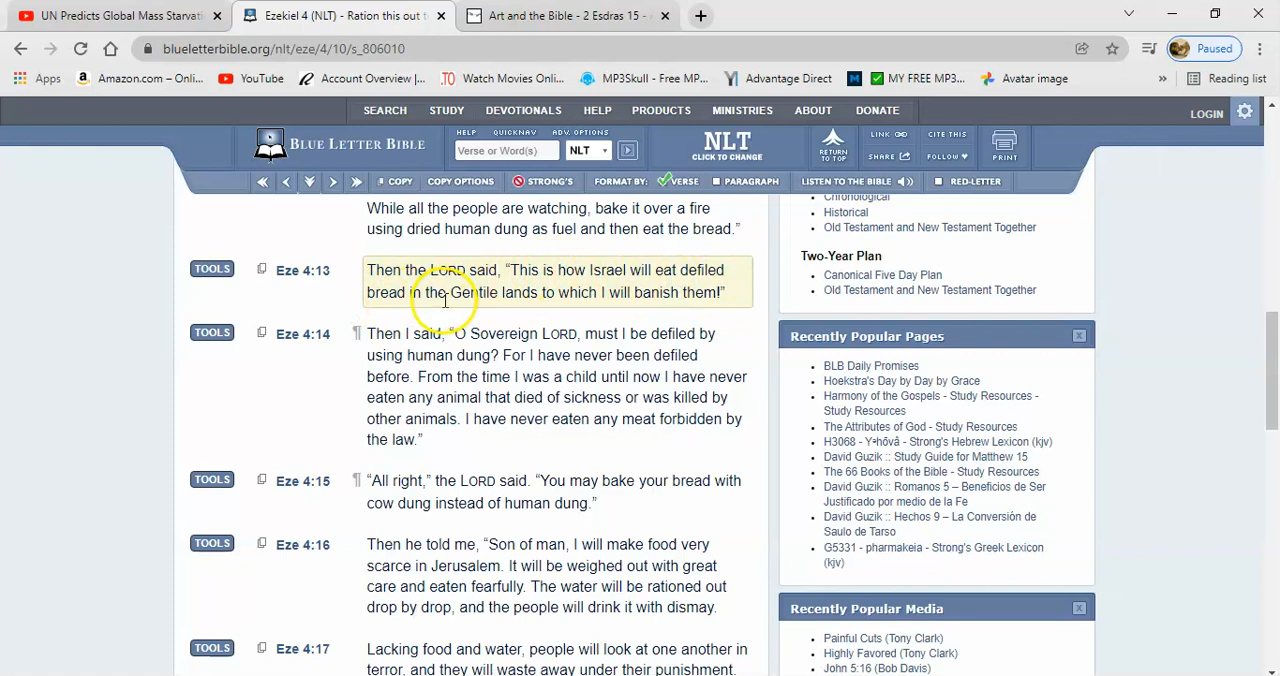 UN Predicts Global Mass Starvati
Ezekiel 4 (NLT) - Ration this out t
Art and the Bible - 2 Esdras 15 -
blueletterbible.org/nlt/eze/4/10/s_806010
Paused
Apps
Amazon.com – Onli...
YouTube
Account Overview |...
Watch Movies Onlin...
MP3Skull - Free MP...
Advantage Direct
MY FREE MP3...
Avatar image
»
Reading list
SEARCH STUDY DEVOTIONALS HELP PRODUCTS MINISTRIES ABOUT DONATE
LOGIN
BLUE LETTER BIBLE
HELP QUICKNAV ADV. OPTIONS
Verse or Word(s)
NLT
NLT
CLICK TO CHANGE
RETURN
TO TOP
LINK
CITE THIS
SHARE
FOLLOW
PRINT
COPY COPY OPTIONS STRONG'S FORMAT BY: VERSE PARAGRAPH LISTEN TO THE BIBLE RED-LETTER
While all the people are watching, bake it over a fire
using dried human dung as fuel and then eat the bread.”
TOOLS Eze 4:13 Then the LORD said, “This is how Israel will eat defiled
bread in the Gentile lands to which I will banish them!”
TOOLS Eze 4:14 ¶ Then I said, “O Sovereign LORD, must I be defiled by
using human dung? For I have never been defiled
before. From the time I was a child until now I have never
eaten any animal that died of sickness or was killed by
other animals. I have never eaten any meat forbidden by
the law.”
TOOLS Eze 4:15 ¶ “All right,” the LORD said. “You may bake your bread with
cow dung instead of human dung.”
TOOLS Eze 4:16 Then he told me, “Son of man, I will make food very
scarce in Jerusalem. It will be weighed out with great
care and eaten fearfully. The water will be rationed out
drop by drop, and the people will drink it with dismay.
TOOLS Eze 4:17 Lacking food and water, people will look at one another in
terror, and they will waste away under their punishment.
Chronological
Historical
Old Testament and New Testament Together
Two-Year Plan
Canonical Five Day Plan
Old Testament and New Testament Together
Recently Popular Pages
BLB Daily Promises
Hoekstra's Day by Day by Grace
Harmony of the Gospels - Study Resources -
Study Resources
The Attributes of God - Study Resources
H3068 - Yᵊhōvâ - Strong's Hebrew Lexicon (kjv)
David Guzik :: Study Guide for Matthew 15
The 66 Books of the Bible - Study Resources
David Guzik :: Romanos 5 – Beneficios de Ser
Justificado por medio de la Fe
David Guzik :: Hechos 9 – La Conversión de
Saulo de Tarso
G5331 - pharmakeia - Strong's Greek Lexicon
(kjv)
Recently Popular Media
Painful Cuts (Tony Clark)
Highly Favored (Tony Clark)
John 5:16 (Bob Davis)